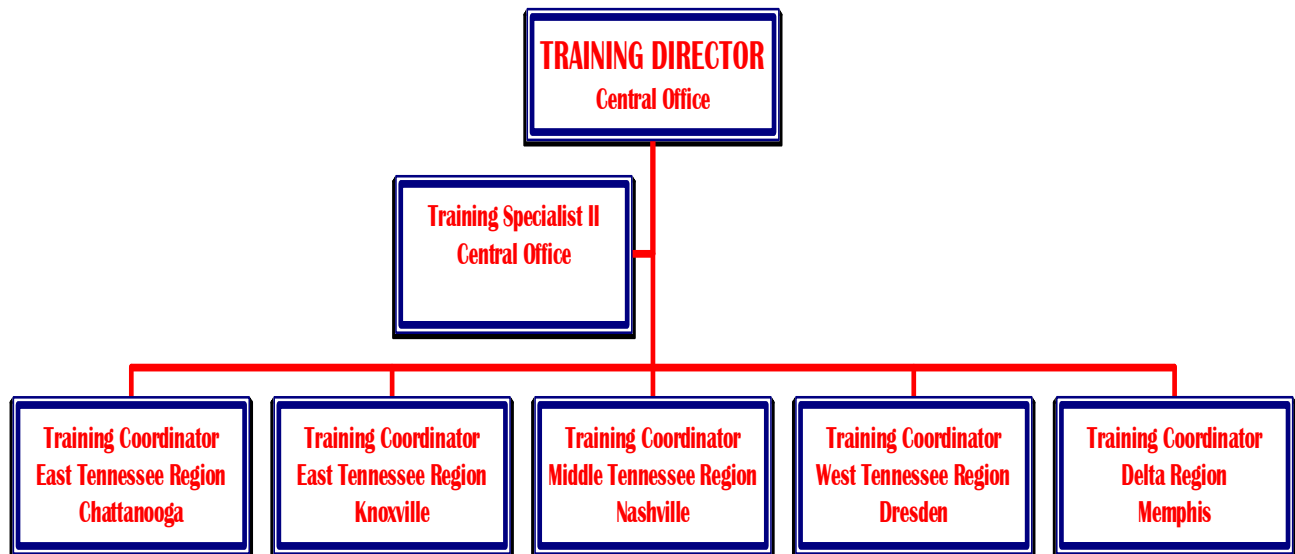 TRAINING DIRECTOR
Central Office
Training Specialist II
Central Office
Training Coordinator
East Tennessee Region
Chattanooga
Training Coordinator
East Tennessee Region
Knoxville
Training Coordinator
Middle Tennessee Region
Nashville
Training Coordinator
West Tennessee Region
Dresden
Training Coordinator
Delta Region
Memphis